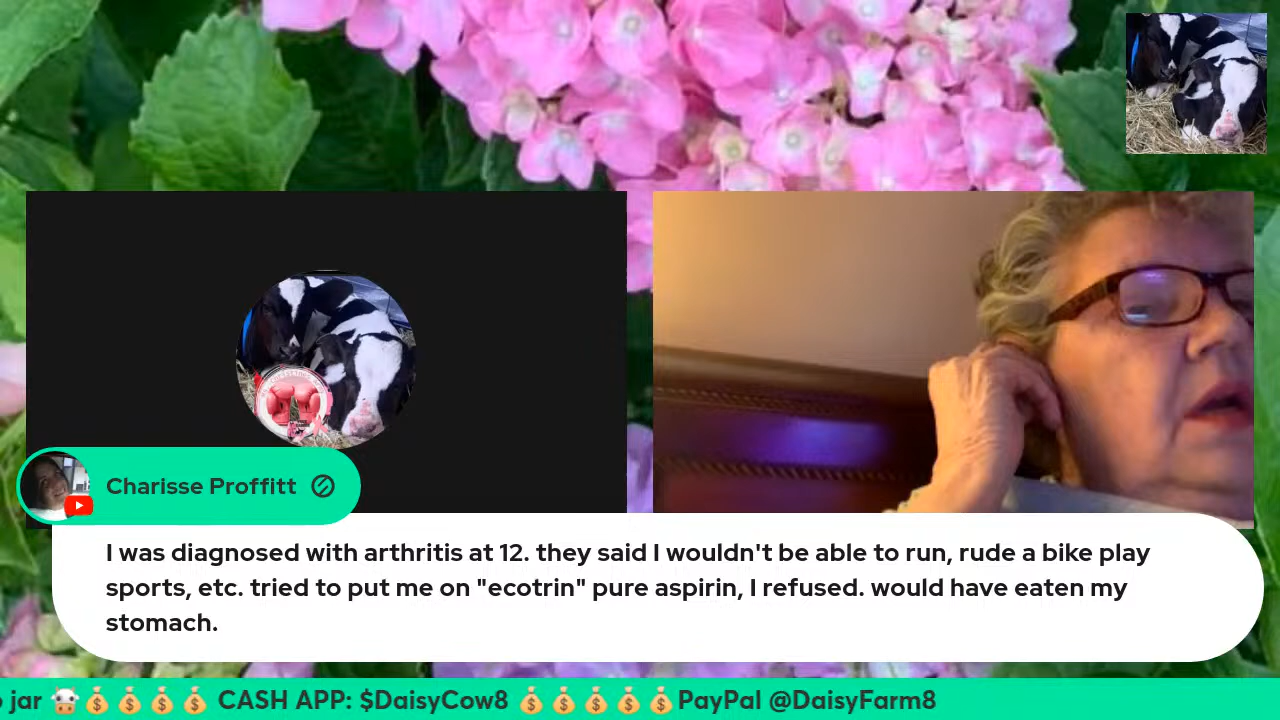 Charisse Proffitt
I was diagnosed with arthritis at 12. they said I wouldn't be able to run, rude a bike play
sports, etc. tried to put me on "ecotrin" pure aspirin, I refused. would have eaten my
stomach.
jar 🐮💰💰💰💰 CASH APP: $DaisyCow8 💰💰💰💰💰PayPal @DaisyFarm8